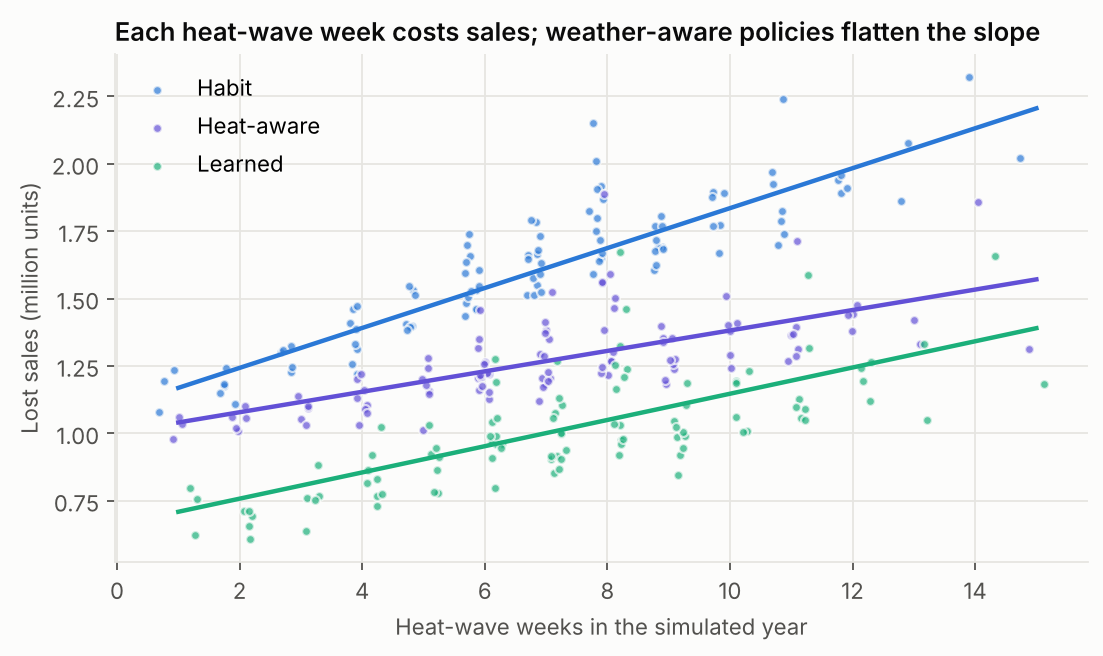 Each heat-wave week costs sales; weather-aware policies flatten the slope
Habit
Heat-aware
Learned
Lost sales (million units)
2.25
2.00
1.75
1.50
1.25
1.00
0.75
0 2 4 6 8 10 12 14
Heat-wave weeks in the simulated year